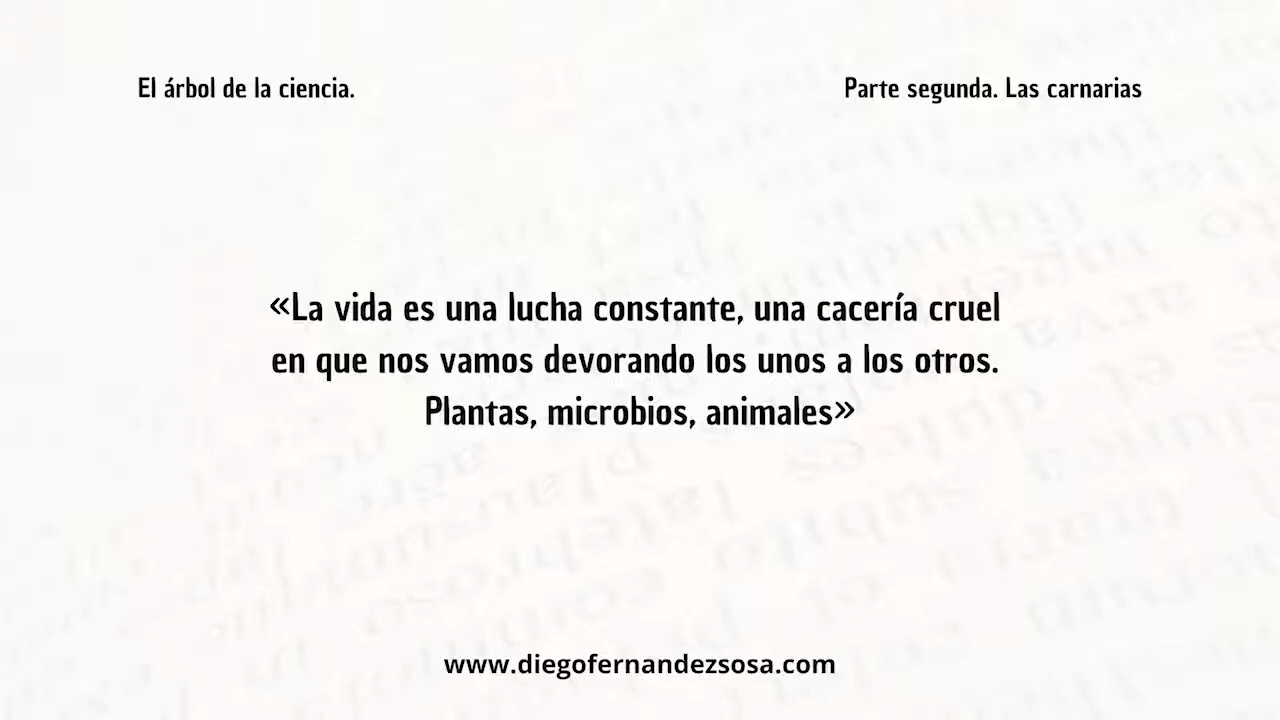 El árbol de la ciencia.
Parte segunda. Las carnarias
«La vida es una lucha constante, una cacería cruel
en que nos vamos devorando los unos a los otros.
Plantas, microbios, animales»
www.diegofernandezsosa.com